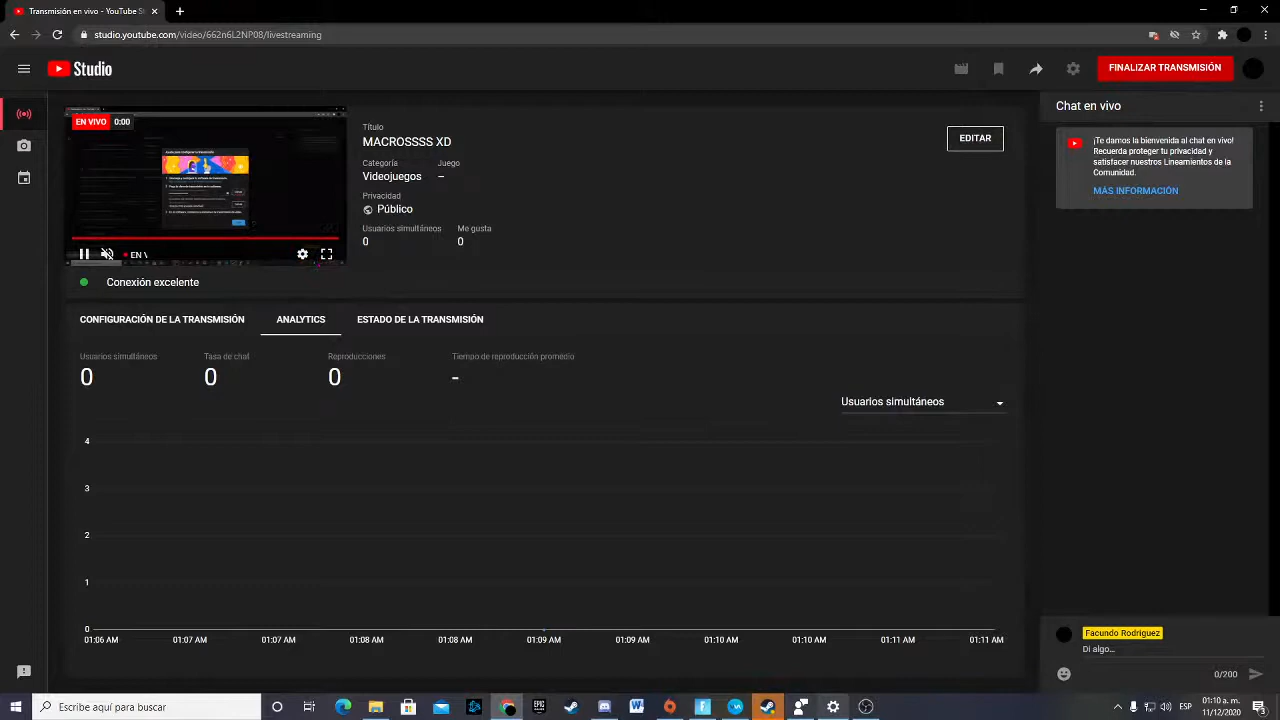 Transmisión en vivo - YouTube St
studio.youtube.com/video/662n6L2NP08/livestreaming
Studio
FINALIZAR TRANSMISIÓN
EN VIVO 0:00
EN V
Título
MACROSSSS XD
EDITAR
Categoría Juego
Videojuegos –
Privacidad
Público
Usuarios simultáneos Me gusta
0 0
Conexión excelente
CONFIGURACIÓN DE LA TRANSMISIÓN ANALYTICS ESTADO DE LA TRANSMISIÓN
Usuarios simultáneos Tasa de chat Reproducciones Tiempo de reproducción promedio
0 0 0 -
Usuarios simultáneos
4
3
2
1
0
01:06 AM 01:07 AM 01:07 AM 01:08 AM 01:08 AM 01:09 AM 01:09 AM 01:10 AM 01:10 AM 01:11 AM 01:11 AM
Chat en vivo
¡Te damos la bienvenida al chat en vivo!
Recuerda proteger tu privacidad y
satisfacer nuestros Lineamientos de la
Comunidad.
MÁS INFORMACIÓN
Facundo Rodriguez
Di algo...
0/200
Escribe aquí para buscar
EPIC
GAMES
ESP
01:10 a. m.
11/12/2020